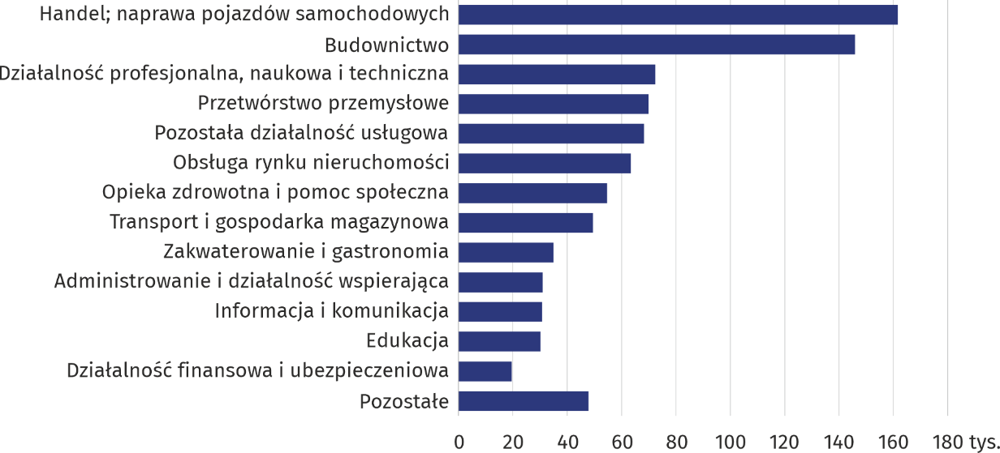 Handel; naprawa pojazdów samochodowych
Budownictwo
Działalność profesjonalna, naukowa i techniczna
Przetwórstwo przemysłowe
Pozostała działalność usługowa
Obsługa rynku nieruchomości
Opieka zdrowotna i pomoc społeczna
Transport i gospodarka magazynowa
Zakwaterowanie i gastronomia
Administrowanie i działalność wspierająca
Informacja i komunikacja
Edukacja
Działalność finansowa i ubezpieczeniowa
Pozostałe
0 20 40 60 80 100 120 140 160 180 tys.